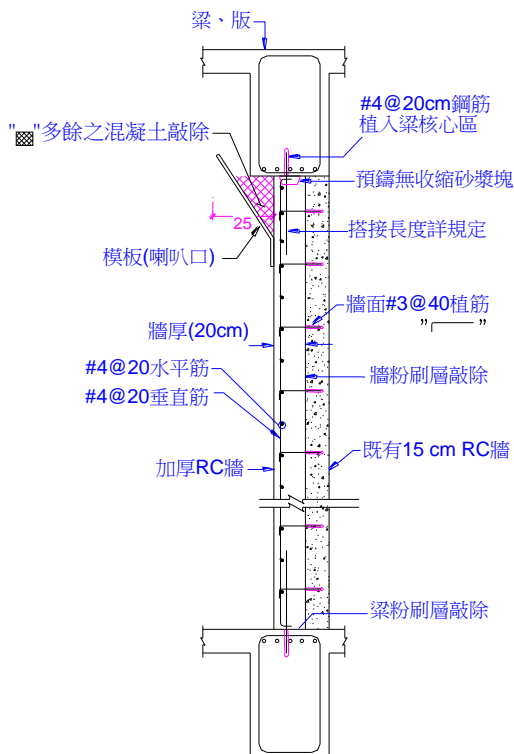 梁、版
#4@20cm鋼筋
植入梁核心區
"▩"多餘之混凝土敲除
預鑄無收縮砂漿塊
25
搭接長度詳規定
模板(喇叭口)
牆面#3@40植筋
" "
牆厚(20cm)
#4@20水平筋
牆粉刷層敲除
#4@20垂直筋
既有15 cm RC牆
加厚RC牆
梁粉刷層敲除